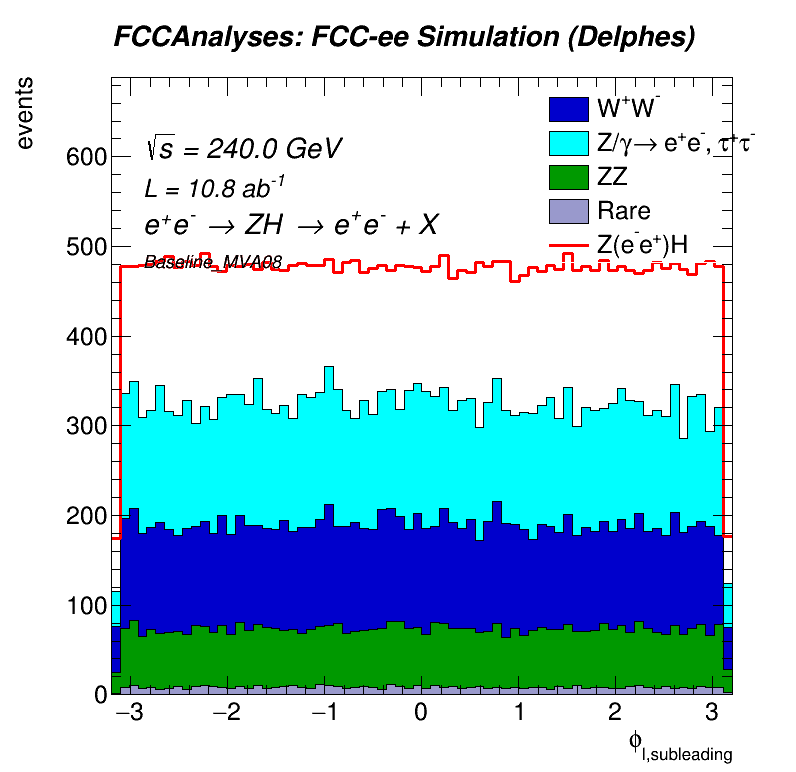 FCCAnalyses: FCC-ee Simulation (Delphes)
events
√s = 240.0 GeV
L = 10.8 ab⁻¹
e⁺e⁻ → ZH → e⁺e⁻ + X
Baseline_MVA08
W⁺W⁻
Z/γ→ e⁺e⁻, τ⁺τ⁻
ZZ
Rare
Z(e⁻e⁺)H
600
500
400
300
200
100
0
−3 −2 −1 0 1 2 3
ϕ l,subleading